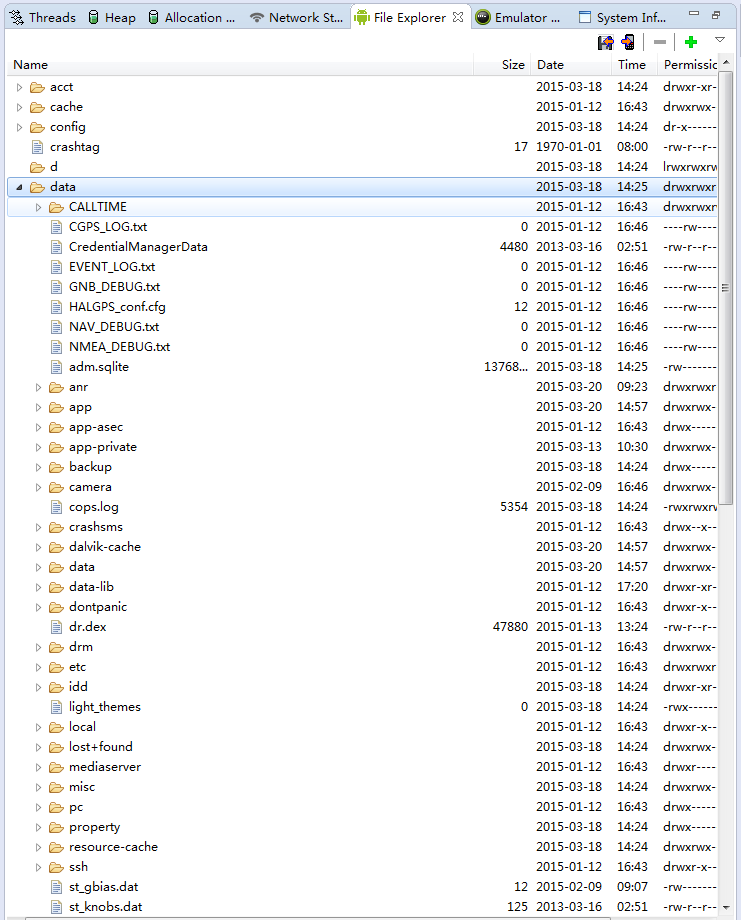 Threads Heap Allocation ... Network St... File Explorer Emulator ... System Inf...
Name Size Date Time Permissic
acct 2015-03-18 14:24 drwxr-xr-
cache 2015-01-12 16:43 drwxrwx-
config 2015-03-18 14:24 dr-x------
crashtag 17 1970-01-01 08:00 -rw-r--r--
d 2015-03-18 14:24 lrwxrwxrw
data 2015-03-18 14:25 drwxrwxr
CALLTIME 2015-01-12 16:43 drwxrwxr
CGPS_LOG.txt 0 2015-01-12 16:46 ----rw----
CredentialManagerData 4480 2013-03-16 02:51 -rw-r--r--
EVENT_LOG.txt 0 2015-01-12 16:46 ----rw----
GNB_DEBUG.txt 0 2015-01-12 16:46 ----rw----
HALGPS_conf.cfg 12 2015-01-12 16:46 ----rw----
NAV_DEBUG.txt 0 2015-01-12 16:46 ----rw----
NMEA_DEBUG.txt 0 2015-01-12 16:46 ----rw----
adm.sqlite 13768... 2015-03-18 14:25 -rw-------
anr 2015-03-20 09:23 drwxrwxr
app 2015-03-20 14:57 drwxrwx-
app-asec 2015-01-12 16:43 drwx-----
app-private 2015-03-13 10:30 drwxrwx-
backup 2015-03-18 14:24 drwx-----
camera 2015-02-09 16:46 drwxrwx-
cops.log 5354 2015-03-18 14:24 -rwxrwxrw
crashsms 2015-01-12 16:43 drwx--x--
dalvik-cache 2015-03-20 14:57 drwxrwx-
data 2015-03-20 14:57 drwxrwx-
data-lib 2015-01-12 17:20 drwxr-xr-
dontpanic 2015-01-12 16:43 drwxr-x--
dr.dex 47880 2015-01-13 13:24 -rw-r--r--
drm 2015-01-12 16:43 drwxrwx-
etc 2015-01-12 16:43 drwxrwxr
idd 2015-03-18 14:24 drwxr-xr-
light_themes 0 2015-03-18 14:24 -rwx------
local 2015-01-12 16:43 drwxr-x--
lost+found 2015-03-18 14:24 drwxrwx-
mediaserver 2015-01-12 16:43 drwxr----
misc 2015-03-18 14:24 drwxrwx-
pc 2015-01-12 16:43 drwx-----
property 2015-03-18 14:24 drwx-----
resource-cache 2015-03-18 14:24 drwxrwx-
ssh 2015-01-12 16:43 drwxr-x--
st_gbias.dat 12 2015-02-09 09:07 -rw-------
st_knobs.dat 125 2013-03-16 02:51 -rw-r--r--